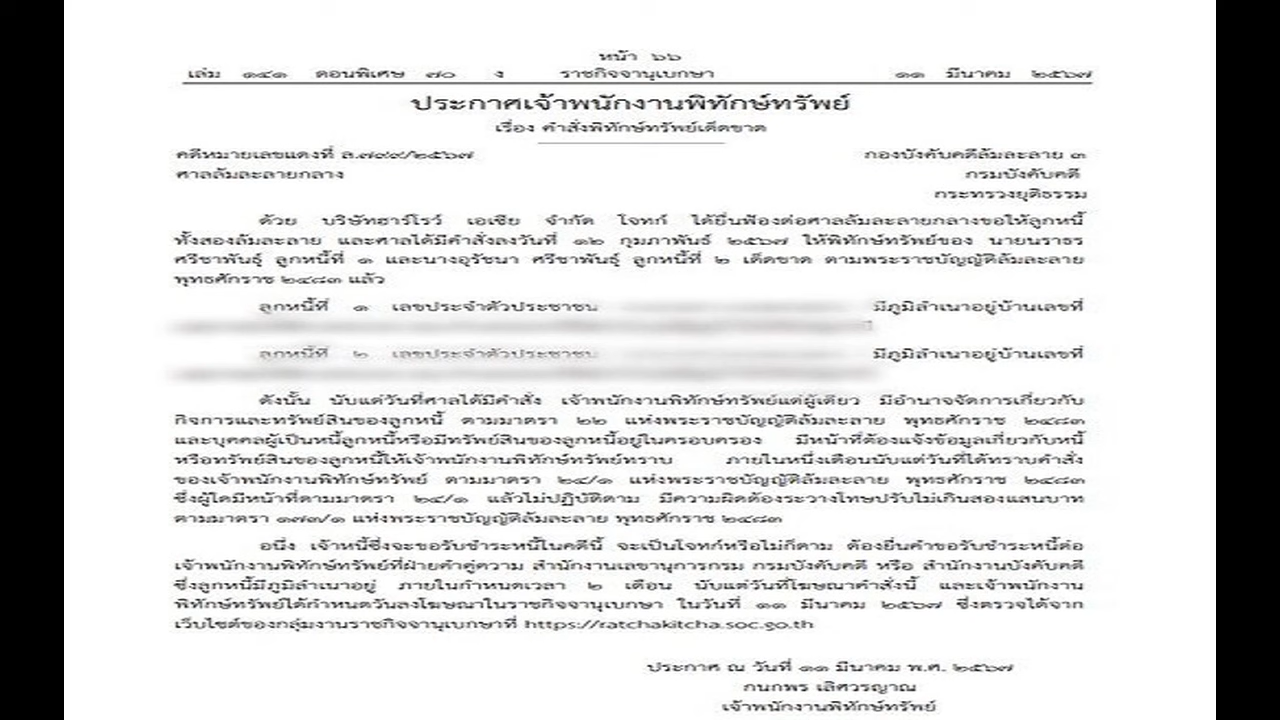 หน้า ๖๖
เล่ม ๑๔๑ ตอนพิเศษ ๗๐ ง ราชกิจจานุเบกษา ๑๑ มีนาคม ๒๕๖๗
ประกาศเจ้าพนักงานพิทักษ์ทรัพย์
เรื่อง คำสั่งพิทักษ์ทรัพย์เด็ดขาด
คดีหมายเลขแดงที่ กองบังคับคดีล้มละลาย ๓
ศาลล้มละลายกลาง กรมบังคับคดี
กระทรวงยุติธรรม
ด้วย บริษัทฮาร์โรว์ เอเชีย จำกัด โจทก์ ได้ยื่นฟ้องต่อศาลล้มละลายกลางขอให้ลูกหนี้
ทั้งสองล้มละลาย และศาลได้มีคำสั่งลงวันที่ ๑๒ กุมภาพันธ์ ๒๕๖๗ ให้พิทักษ์ทรัพย์ของ นายนราธร
ศรีชาพันธุ์ ลูกหนี้ที่ ๑ และนางอุรัชนา ศรีชาพันธุ์ ลูกหนี้ที่ ๒ เด็ดขาด ตามพระราชบัญญัติล้มละลาย
พุทธศักราช ๒๔๘๓ แล้ว
ลูกหนี้ที่ ๑ เลขประจำตัวประชาชน มีภูมิลำเนาอยู่บ้านเลขที่
ลูกหนี้ที่ ๒ เลขประจำตัวประชาชน มีภูมิลำเนาอยู่บ้านเลขที่
ดังนั้น นับแต่วันที่ศาลได้มีคำสั่ง เจ้าพนักงานพิทักษ์ทรัพย์แต่ผู้เดียว มีอำนาจจัดการเกี่ยวกับ
กิจการและทรัพย์สินของลูกหนี้ ตามมาตรา ๒๒ แห่งพระราชบัญญัติล้มละลาย พุทธศักราช ๒๔๘๓
และบุคคลผู้เป็นหนี้ลูกหนี้หรือมีทรัพย์สินของลูกหนี้อยู่ในครอบครอง มีหน้าที่ต้องแจ้งข้อมูลเกี่ยวกับหนี้
หรือทรัพย์สินของลูกหนี้ให้เจ้าพนักงานพิทักษ์ทรัพย์ทราบ ภายในหนึ่งเดือนนับแต่วันที่ได้ทราบคำสั่ง
ของเจ้าพนักงานพิทักษ์ทรัพย์ ตามมาตรา ๒๔/๑ แห่งพระราชบัญญัติล้มละลาย พุทธศักราช ๒๔๘๓
ซึ่งผู้ใดมีหน้าที่ตามมาตรา ๒๔/๑ แล้วไม่ปฏิบัติตาม มีความผิดต้องระวางโทษปรับไม่เกินสองแสนบาท
ตามมาตรา ๑๗๓/๑ แห่งพระราชบัญญัติล้มละลาย พุทธศักราช ๒๔๘๓
อนึ่ง เจ้าหนี้ซึ่งจะขอรับชำระหนี้ในคดีนี้ จะเป็นโจทก์หรือไม่ก็ตาม ต้องยื่นคำขอรับชำระหนี้ต่อ
เจ้าพนักงานพิทักษ์ทรัพย์ที่ฝ่ายคำคู่ความ สำนักงานเลขานุการกรม กรมบังคับคดี หรือ สำนักงานบังคับคดี
ซึ่งลูกหนี้มีภูมิลำเนาอยู่ ภายในกำหนดเวลา ๒ เดือน นับแต่วันที่โฆษณาคำสั่งนี้ และเจ้าพนักงาน
พิทักษ์ทรัพย์ได้กำหนดวันลงโฆษณาในราชกิจจานุเบกษา ในวันที่ ๑๑ มีนาคม ๒๕๖๗ ซึ่งตรวจได้จาก
เว็บไซต์ของกลุ่มงานราชกิจจานุเบกษาที่ https://ratchakitcha.soc.go.th
ประกาศ ณ วันที่ ๑๑ มีนาคม พ.ศ. ๒๕๖๗
กนกพร เลิศวรญาณ
เจ้าพนักงานพิทักษ์ทรัพย์